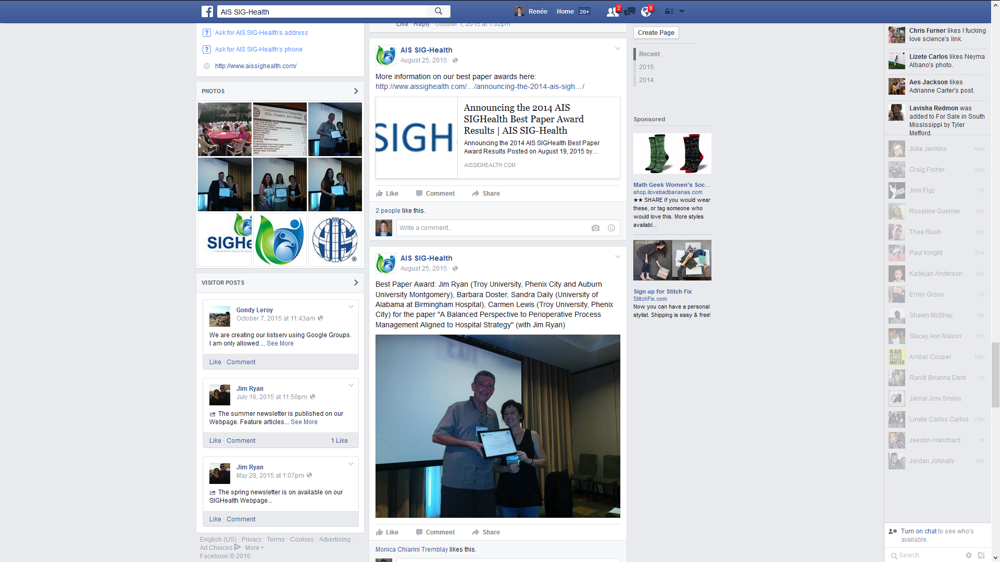 AIS SIG-Health
Renée
Home 20+
2
8
Ask for AIS SIG-Health's address
Ask for AIS SIG-Health's phone
http://www.aissighealth.com/
PHOTOS
Congratulations to Outstanding
SIGs, Chapters, and Colleges
SIGHe
®
VISITOR POSTS
Gondy Leroy
October 7, 2015 at 11:43am
We are creating our listserv using Google Groups.
I am only allowed ... See More
Like · Comment
Jim Ryan
July 16, 2015 at 11:50pm
The summer newsletter is published on our
Webpage. Feature articles... See More
Like · Comment 1 Like
Jim Ryan
May 28, 2015 at 1:07pm
The spring newsletter is on available on our
SIGHealth Webpage...
Like · Comment
English (US) · Privacy · Terms · Cookies · Advertising ·
Ad Choices · More
Facebook © 2016
Like · Reply · October 1, 2015 at 1:02pm
AIS SIG-Health
August 25, 2015 ·
More information on our best paper awards here:
http://www.aissighealth.com/…/announcing-the-2014-ais-sigh…/
SIGH
Announcing the 2014 AIS
SIGHealth Best Paper Award
Results | AIS SIG-Health
Announcing the 2014 AIS SIGHealth Best Paper
Award Results Posted on August 19, 2015 by…
AISSIGHEALTH.COM
Like Comment Share
2 people like this.
Write a comment...
AIS SIG-Health
August 25, 2015 ·
Best Paper Award: Jim Ryan (Troy University, Phenix City and Auburn
University Montgomery), Barbara Doster, Sandra Daily (University of
Alabama at Birmingham Hospital), Carmen Lewis (Troy University, Phenix
City) for the paper "A Balanced Perspective to Perioperative Process
Management Aligned to Hospital Strategy" (with Jim Ryan)
Like Comment Share
Monica Chiarini Tremblay likes this.
Create Page
Recent
2015
2014
Sponsored
Math Geek Women's Soc...
shop.ilovebadbananas.com
★★ SHARE if you would wear
these, or tag someone who
would love this. More styles
availabl...
STITCH FIX
Sign up for Stitch Fix
StitchFix.com
Now you can have a personal
stylist. Shipping is easy & free!
Chris Furner likes I fucking
love science's link.
Lizete Carlos likes Neyma
Albano's photo.
Aes Jackson likes
Adrianne Carter's post.
Lavisha Redmon was
added to For Sale in South
Mississippi by Tyler
Mefford.
Julie Jenkins 44m
Craig Fisher 38m
Jimi Figz 1h
Roseline Guerrier 19h
Thee Rush 18h
Paul Knight 21h
Kadejah Anderson 16h
Emily Gross 1d
Shawn McShay 9h
Stacey Ann Mason 17h
BLACK
LIVES
MATTER
Amber Cooper 19m
Randl Brianna Dent 1h
Jamal Jimi Smiley
Linete Carlos Carlos 19m
Jaedon Hanchard 1h
Jordan Johnally 15h
Turn on chat to see who's
available.
Search